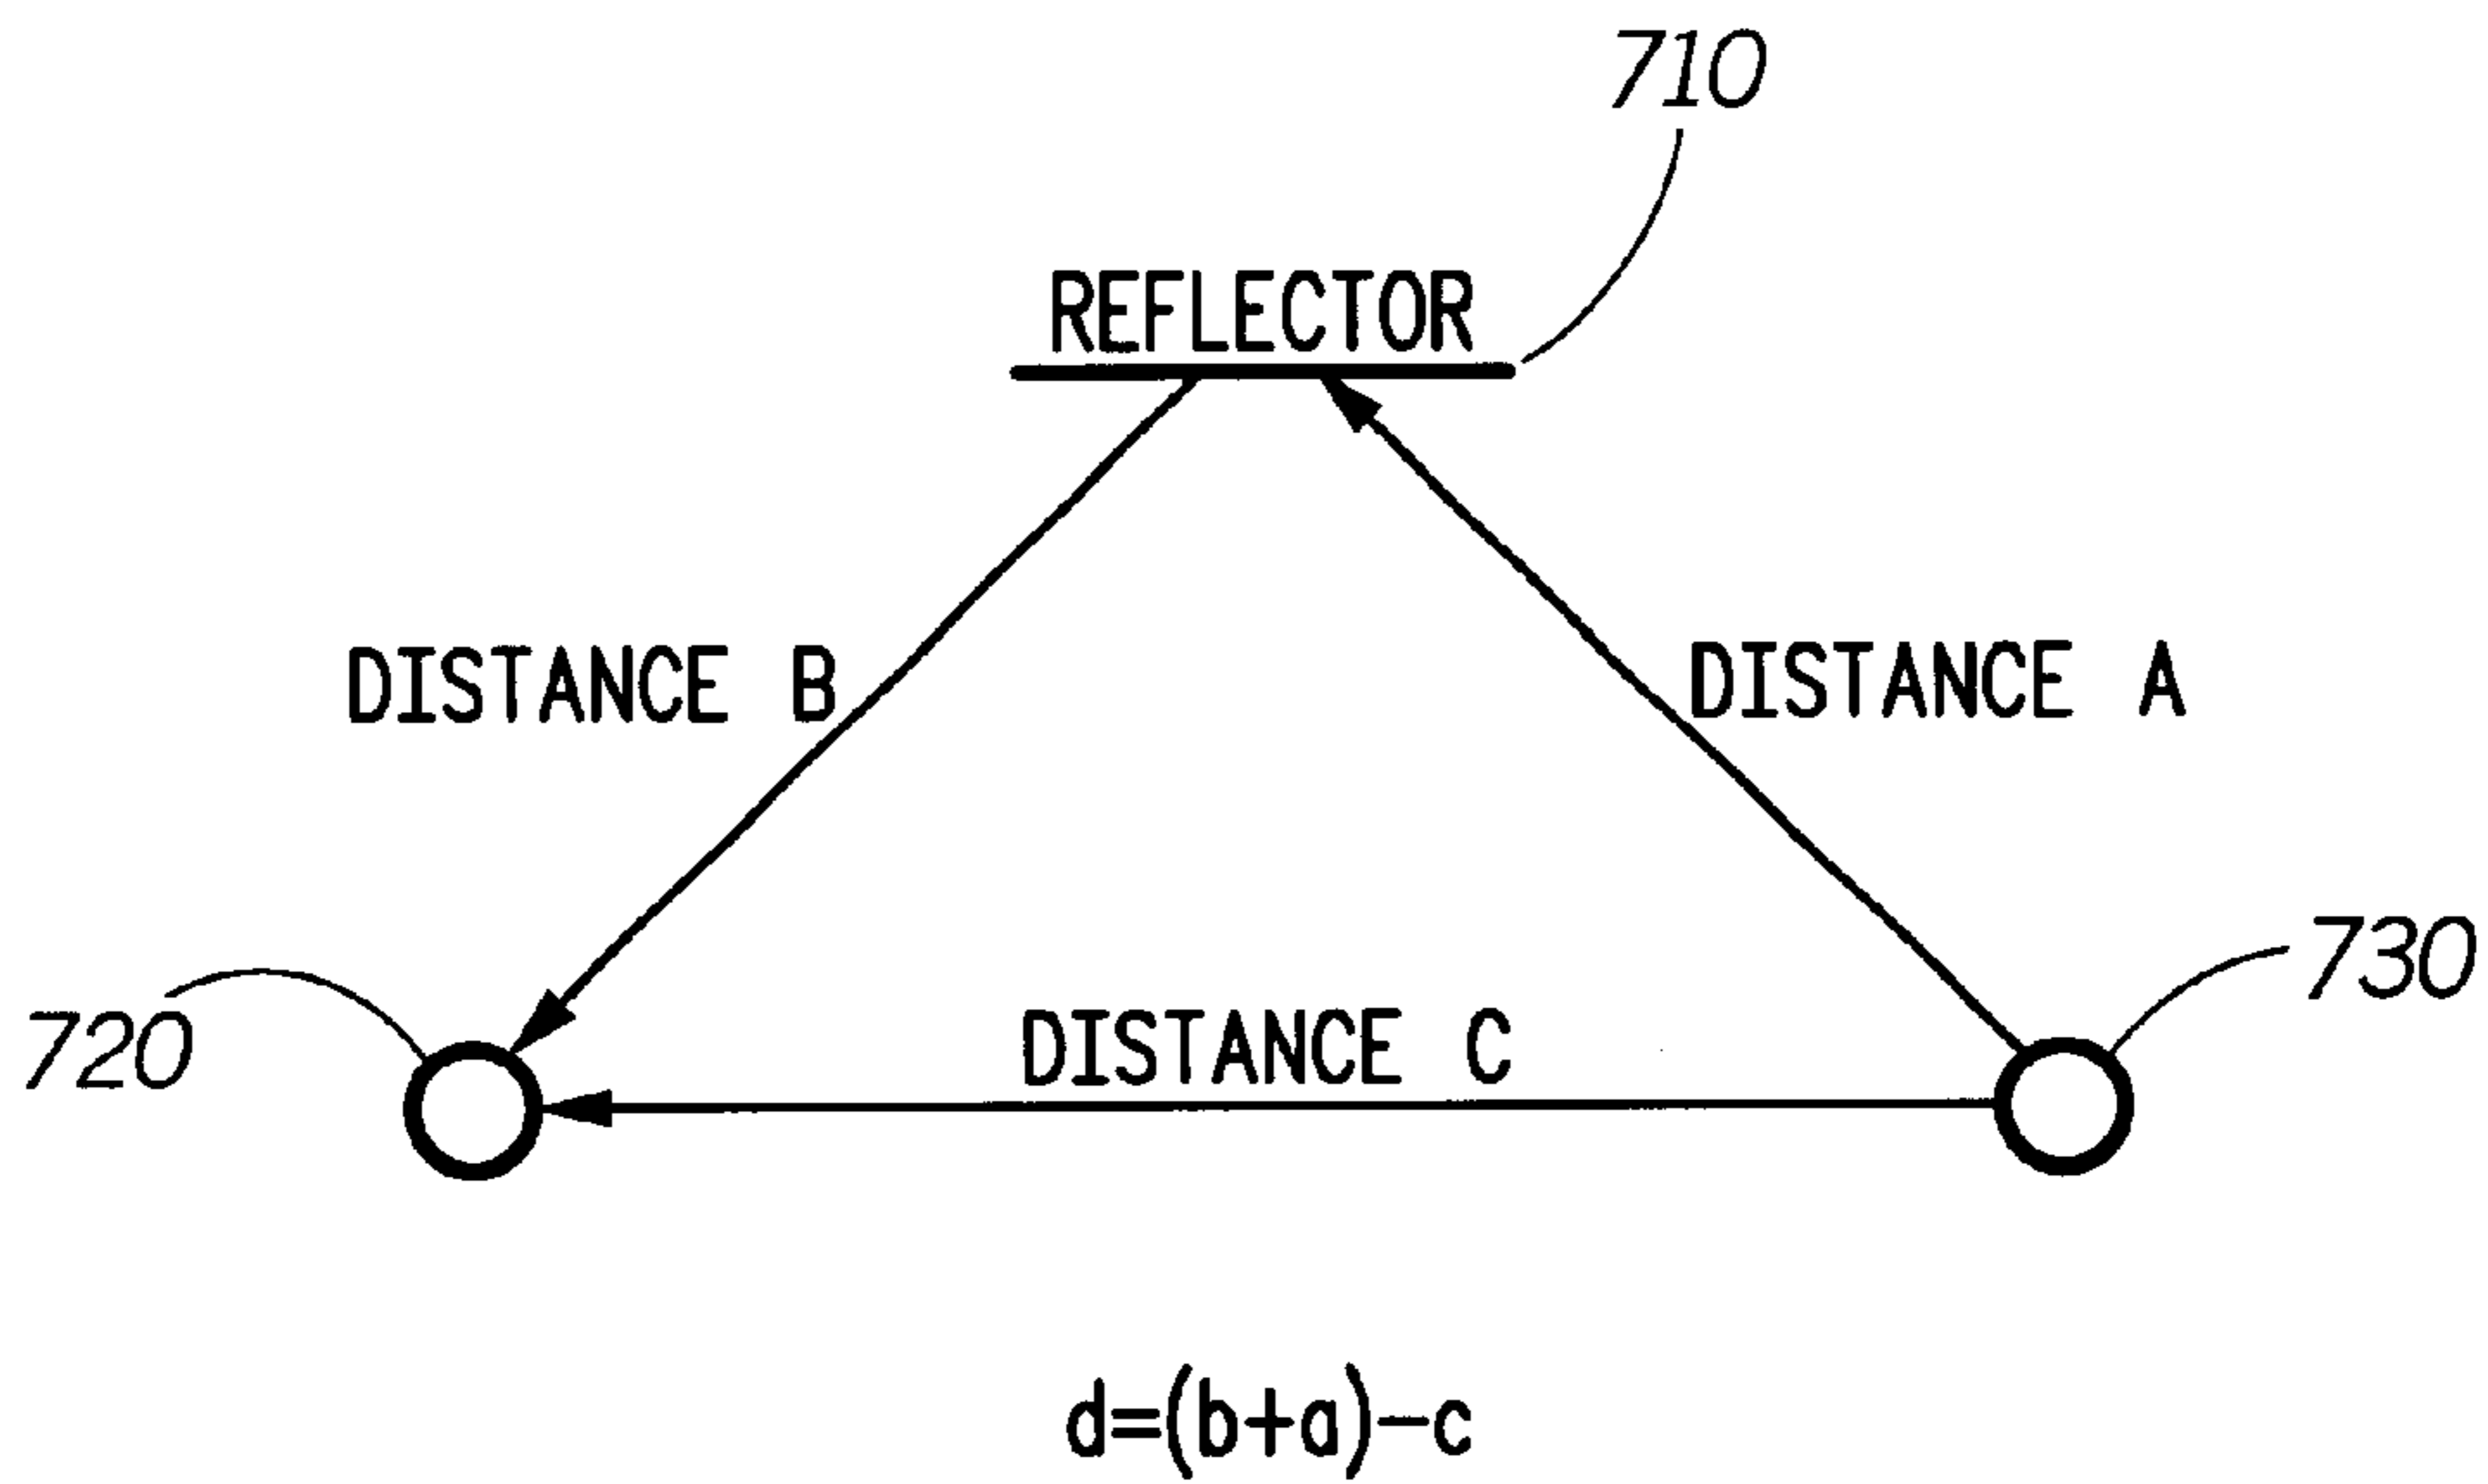 710
REFLECTOR
DISTANCE B
DISTANCE A
730
720
DISTANCE C
d=(b+a)-c